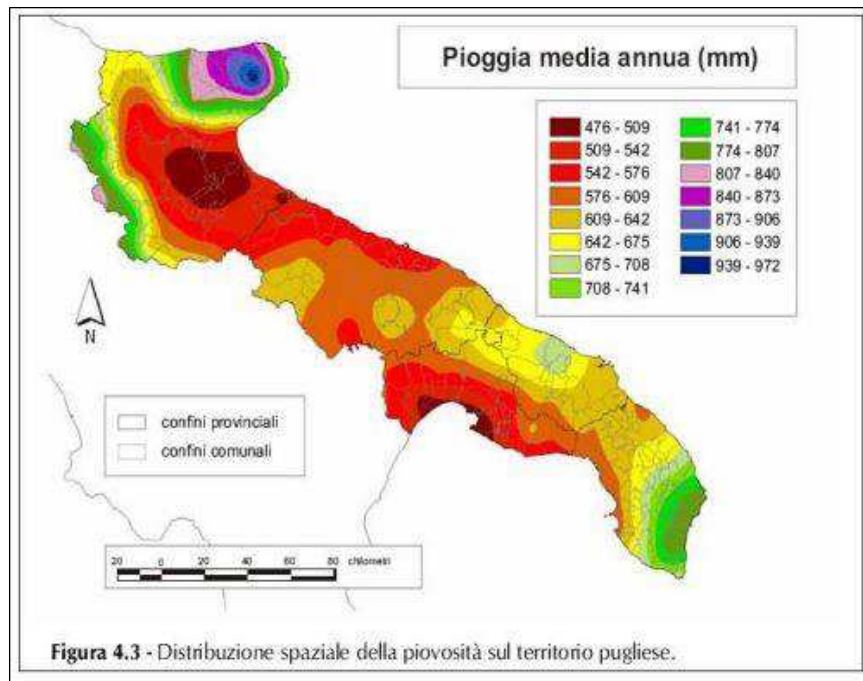 Pioggia media annua (mm)
476 - 509
509 - 542
542 - 576
576 - 609
609 - 642
642 - 675
675 - 708
708 - 741
741 - 774
774 - 807
807 - 840
840 - 873
873 - 906
906 - 939
939 - 972
N
confini provinciali
confini comunali
20 0 20 40 60 80 chilometri
Figura 4.3 - Distribuzione spaziale della piovosità sul territorio pugliese.